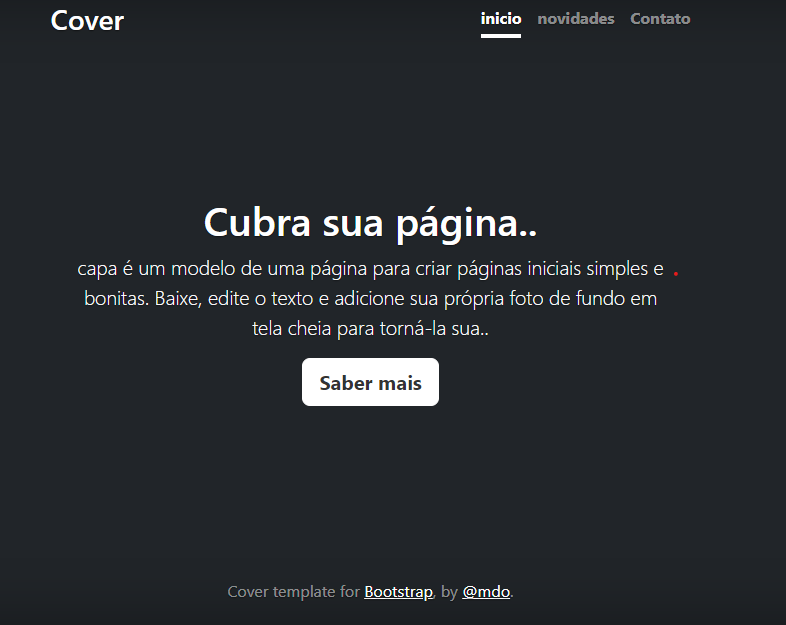 Cover
inicio novidades Contato
Cubra sua página..
capa é um modelo de uma página para criar páginas iniciais simples e
bonitas. Baixe, edite o texto e adicione sua própria foto de fundo em
tela cheia para torná-la sua..
Saber mais
Cover template for Bootstrap, by @mdo.